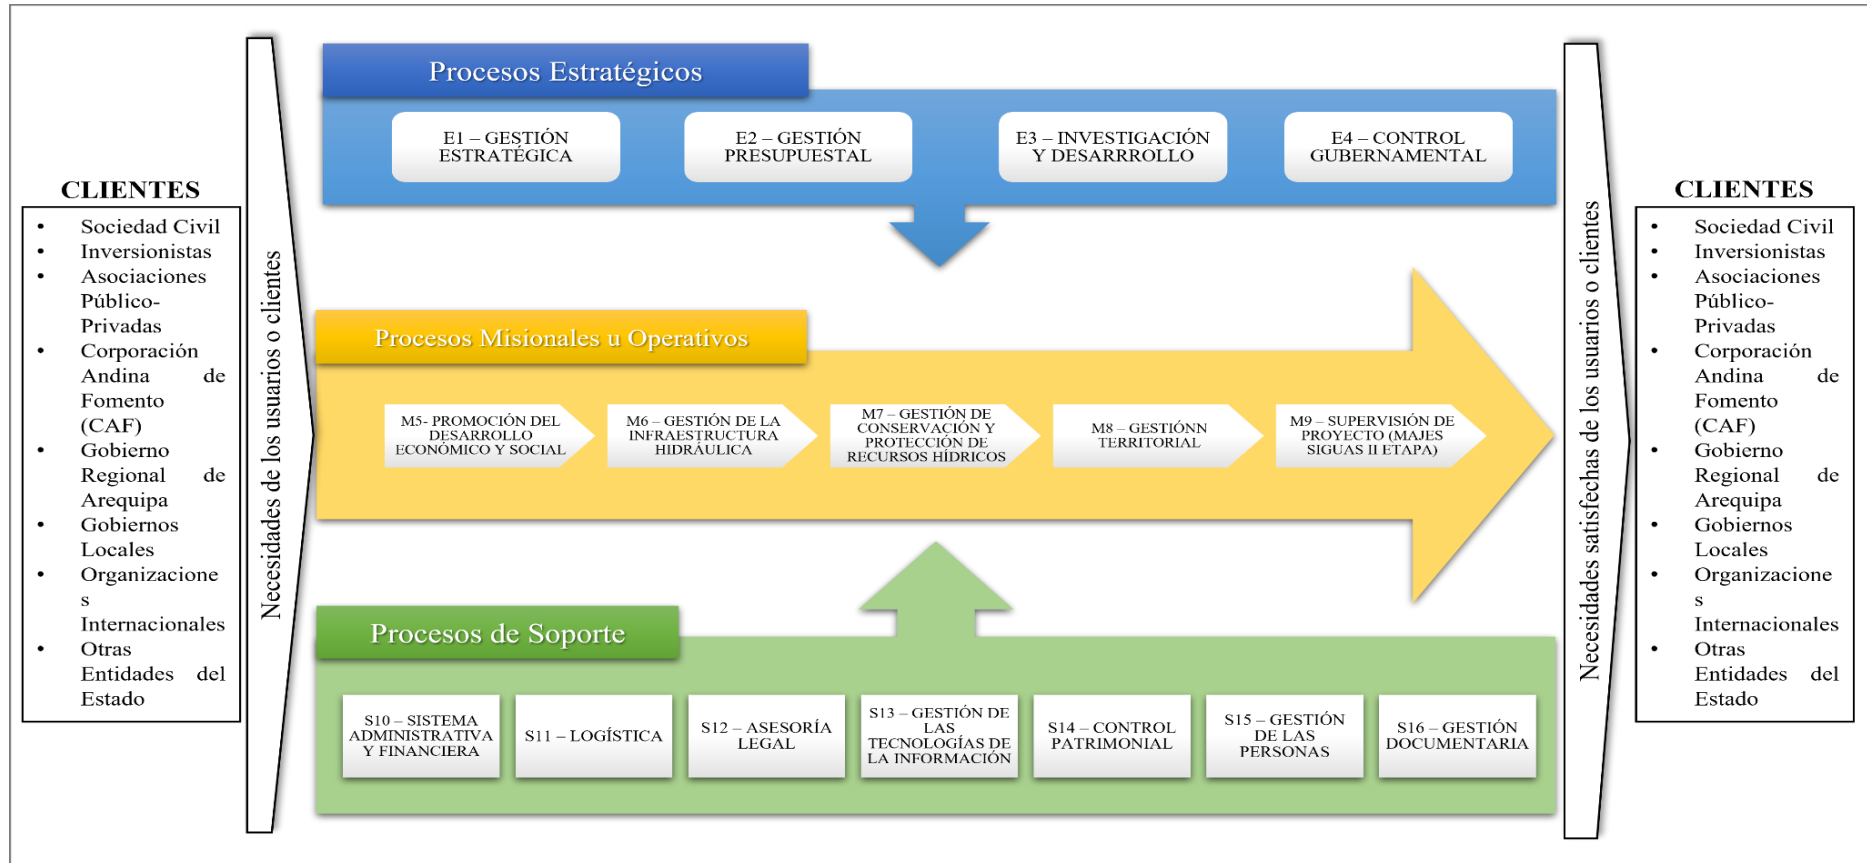 CLIENTES
• Sociedad Civil
• Inversionistas
• Asociaciones
Público-
Privadas
• Corporación
Andina de
Fomento
(CAF)
• Gobierno
Regional de
Arequipa
• Gobiernos
Locales
• Organizacione
s
Internacionales
• Otras
Entidades del
Estado
Necesidades de los usuarios o clientes
Procesos Estratégicos
E1 – GESTIÓN
ESTRATÉGICA
E2 – GESTIÓN
PRESUPUESTAL
E3 – INVESTIGACIÓN
Y DESARRROLLO
E4 – CONTROL
GUBERNAMENTAL
Procesos Misionales u Operativos
M5- PROMOCIÓN DEL
DESARROLLO
ECONÓMICO Y SOCIAL
M6 – GESTIÓN DE LA
INFRAESTRUCTURA
HIDRÁULICA
M7 – GESTIÓN DE
CONSERVACIÓN Y
PROTECCIÓN DE
RECURSOS HÍDRICOS
M8 – GESTIÓNN
TERRITORIAL
M9 – SUPERVISIÓN DE
PROYECTO (MAJES
SIGUAS II ETAPA)
Procesos de Soporte
S10 – SISTEMA
ADMINISTRATIVA
Y FINANCIERA
S11 – LOGÍSTICA
S12 – ASESORÍA
LEGAL
S13 – GESTIÓN DE
LAS
TECNOLOGÍAS DE
LA INFORMACIÓN
S14 – CONTROL
PATRIMONIAL
S15 – GESTIÓN
DE LAS
PERSONAS
S16 – GESTIÓN
DOCUMENTARIA
Necesidades satisfechas de los usuarios o clientes
CLIENTES
• Sociedad Civil
• Inversionistas
• Asociaciones
Público-
Privadas
• Corporación
Andina de
Fomento
(CAF)
• Gobierno
Regional de
Arequipa
• Gobiernos
Locales
• Organizacione
s
Internacionales
• Otras
Entidades del
Estado